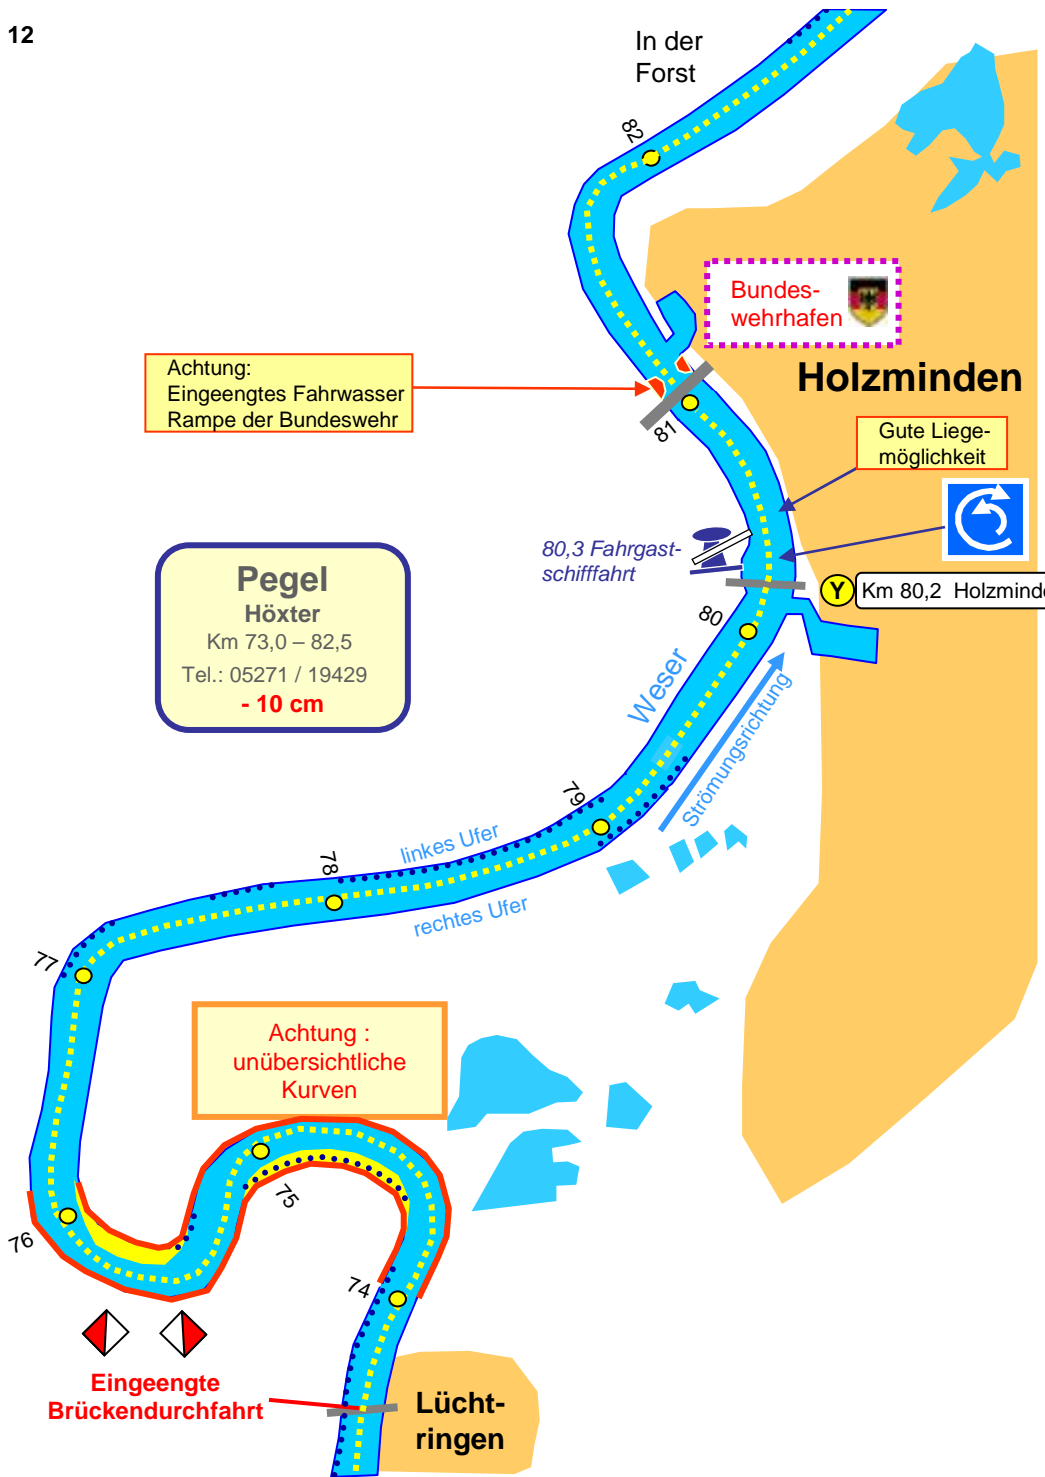 12
In der
Forst
82
Bundes-
wehrhafen
Achtung:
Eingeengtes Fahrwasser
Rampe der Bundeswehr
Holzminden
81
Gute Liege-
möglichkeit
80,3 Fahrgast-
schifffahrt
Y
Km 80,2 Holzminde
Pegel
Höxter
Km 73,0 – 82,5
Tel.: 05271 / 19429
- 10 cm
80
Weser
Strömungsrichtung
79
linkes Ufer
78
rechtes Ufer
77
Achtung :
unübersichtliche
Kurven
75
76
74
Eingeengte
Brückendurchfahrt
Lücht-
ringen